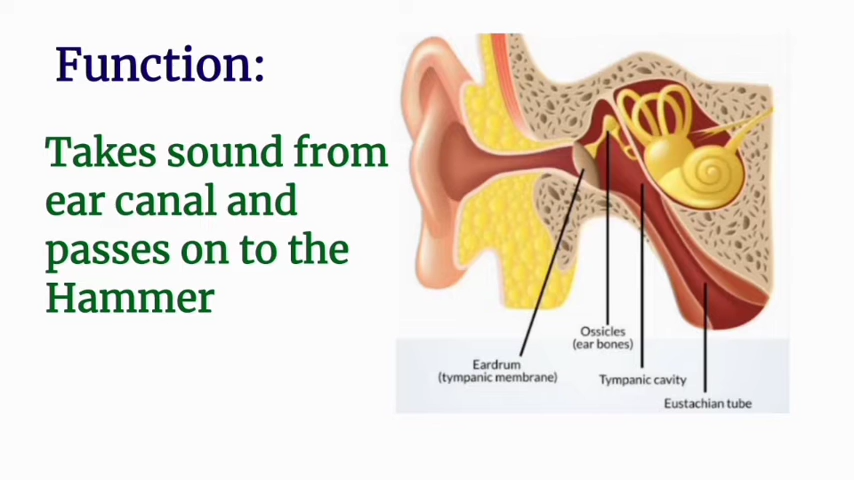 Function:
Takes sound from
ear canal and
passes on to the
Hammer
Ossicles
(ear bones)
Eardrum
(tympanic membrane)
Tympanic cavity
Eustachian tube